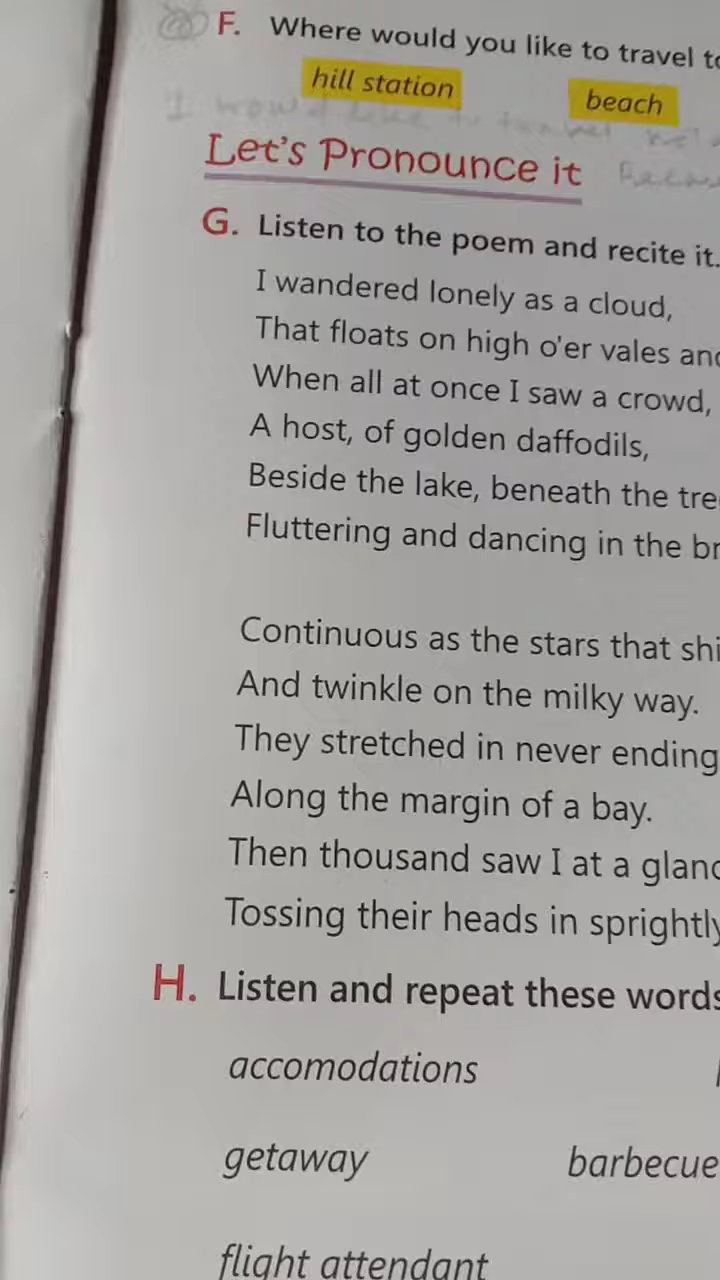 F. Where would you like to travel to
hill station beach
I would like to travel
Let's Pronounce it
G. Listen to the poem and recite it.
I wandered lonely as a cloud,
That floats on high o'er vales and
When all at once I saw a crowd,
A host, of golden daffodils,
Beside the lake, beneath the tre
Fluttering and dancing in the br
Continuous as the stars that shi
And twinkle on the milky way.
They stretched in never ending
Along the margin of a bay.
Then thousand saw I at a glanc
Tossing their heads in sprightly
H. Listen and repeat these words
accomodations
getaway barbecue
flight attendant